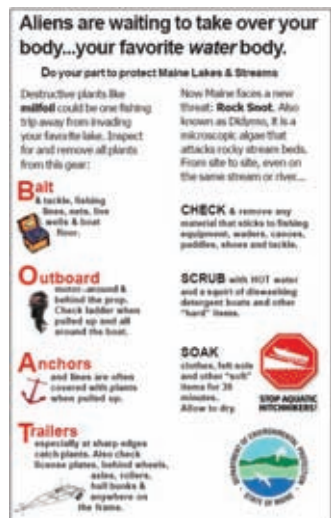 Aliens are waiting to take over your
body...your favorite water body.
Do your part to protect Maine Lakes & Streams
Destructive plants like
milfoil could be one fishing
trip away from invading
your favorite lake. Inspect
for and remove all plants
from this gear:
Bait
& tackle, fishing
lines, nets, live
wells & boat
floor.
Outboard
motor - around &
behind the prop.
Check ladder when
pulled up and all
around the boat.
Anchors
and lines are often
covered with plants
when pulled up.
Trailers
especially at sharp edges
catch plants. Also check
license plates, behind wheels,
axles, rollers,
hall bunks &
anywhere on
the frame.
Now Maine faces a new
threat: Rock Snot. Also
known as Didymo, it is a
microscopic algae that
attacks rocky stream beds.
From site to site, even on
the same stream or river...
CHECK & remove any
material that sticks to fishing
equipment, waders, canoes,
paddles, shoes and tackle.
SCRUB with HOT water
and a squirt of dishwashing
detergent boats and other
"hard" items.
SOAK
clothes, felt sole
and other "soft"
items for 30
minutes.
Allow to dry.
STOP AQUATIC
HITCHHIKERS!
DEPARTMENT OF ENVIRONMENTAL PROTECTION
STATE OF MAINE